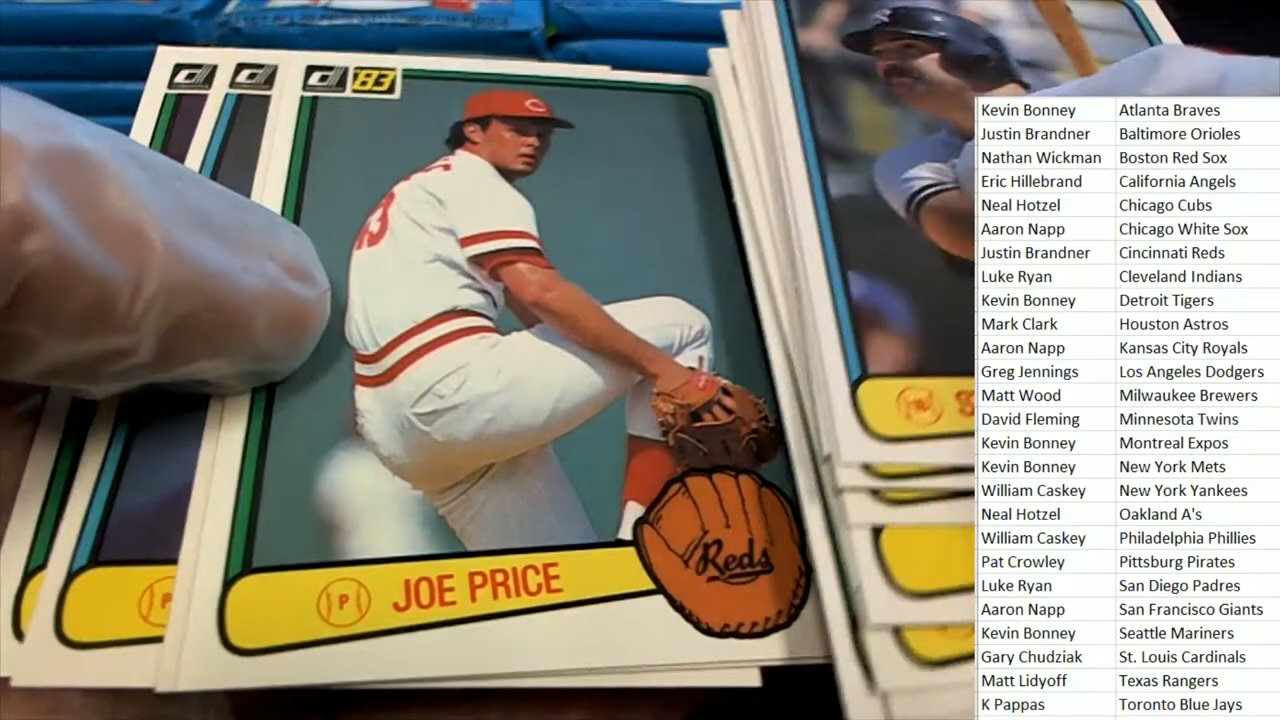 '83
JOE PRICE
P
Reds
Kevin Bonney Atlanta Braves
Justin Brandner Baltimore Orioles
Nathan Wickman Boston Red Sox
Eric Hillebrand California Angels
Neal Hotzel Chicago Cubs
Aaron Napp Chicago White Sox
Justin Brandner Cincinnati Reds
Luke Ryan Cleveland Indians
Kevin Bonney Detroit Tigers
Mark Clark Houston Astros
Aaron Napp Kansas City Royals
Greg Jennings Los Angeles Dodgers
Matt Wood Milwaukee Brewers
David Fleming Minnesota Twins
Kevin Bonney Montreal Expos
Kevin Bonney New York Mets
William Caskey New York Yankees
Neal Hotzel Oakland A's
William Caskey Philadelphia Phillies
Pat Crowley Pittsburgh Pirates
Luke Ryan San Diego Padres
Aaron Napp San Francisco Giants
Kevin Bonney Seattle Mariners
Gary Chudziak St. Louis Cardinals
Matt Lidyoff Texas Rangers
K Pappas Toronto Blue Jays